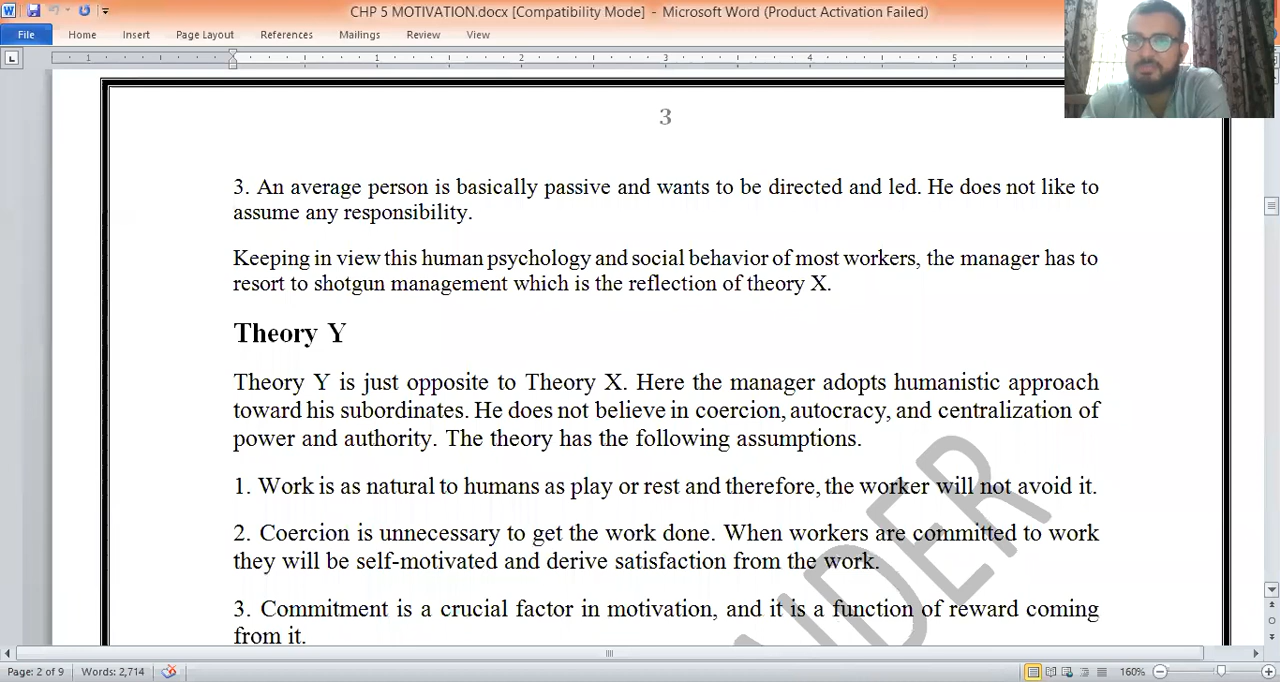 CHP 5 MOTIVATION.docx [Compatibility Mode] - Microsoft Word (Product Activation Failed)
File Home Insert Page Layout References Mailings Review View
1 1 2 3 4 5
3
3. An average person is basically passive and wants to be directed and led. He does not like to
assume any responsibility.
Keeping in view this human psychology and social behavior of most workers, the manager has to
resort to shotgun management which is the reflection of theory X.
Theory Y
Theory Y is just opposite to Theory X. Here the manager adopts humanistic approach
toward his subordinates. He does not believe in coercion, autocracy, and centralization of
power and authority. The theory has the following assumptions.
1. Work is as natural to humans as play or rest and therefore, the worker will not avoid it.
2. Coercion is unnecessary to get the work done. When workers are committed to work
they will be self-motivated and derive satisfaction from the work.
3. Commitment is a crucial factor in motivation, and it is a function of reward coming
from it.
Page: 2 of 9 Words: 2,714 160%